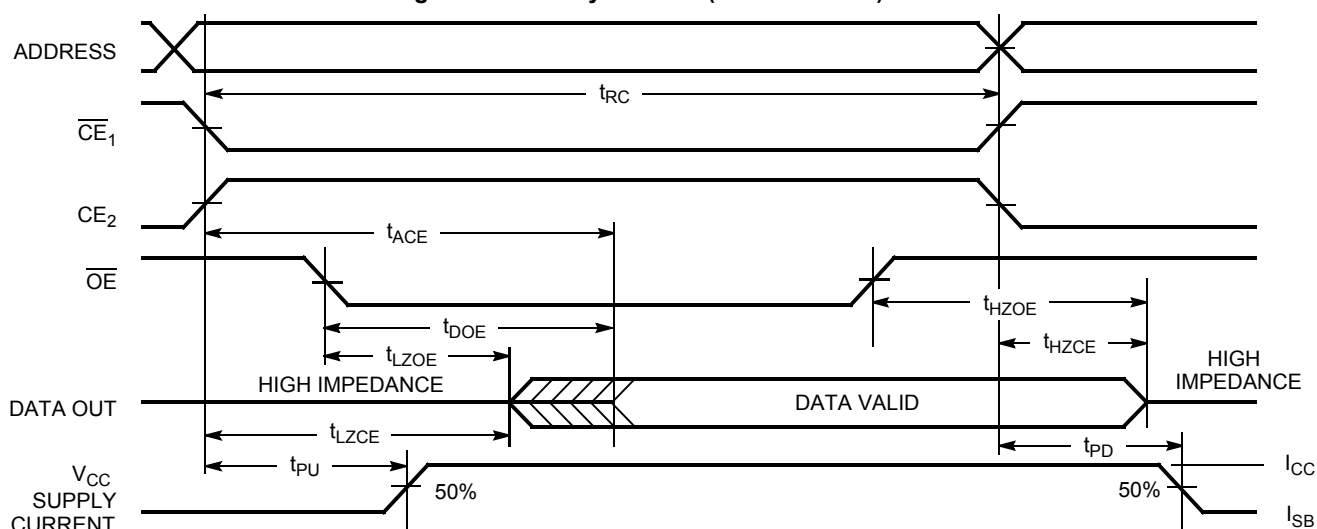 ADDRESS
tRC
CE1
CE2
tACE
OE
tHZOE
tDOE
tLZOE
tHZCE
HIGH IMPEDANCE
HIGH
IMPEDANCE
DATA OUT
DATA VALID
tLZCE
tPD
tPU
VCC
SUPPLY
CURRENT
50%
50%
ICC
ISB